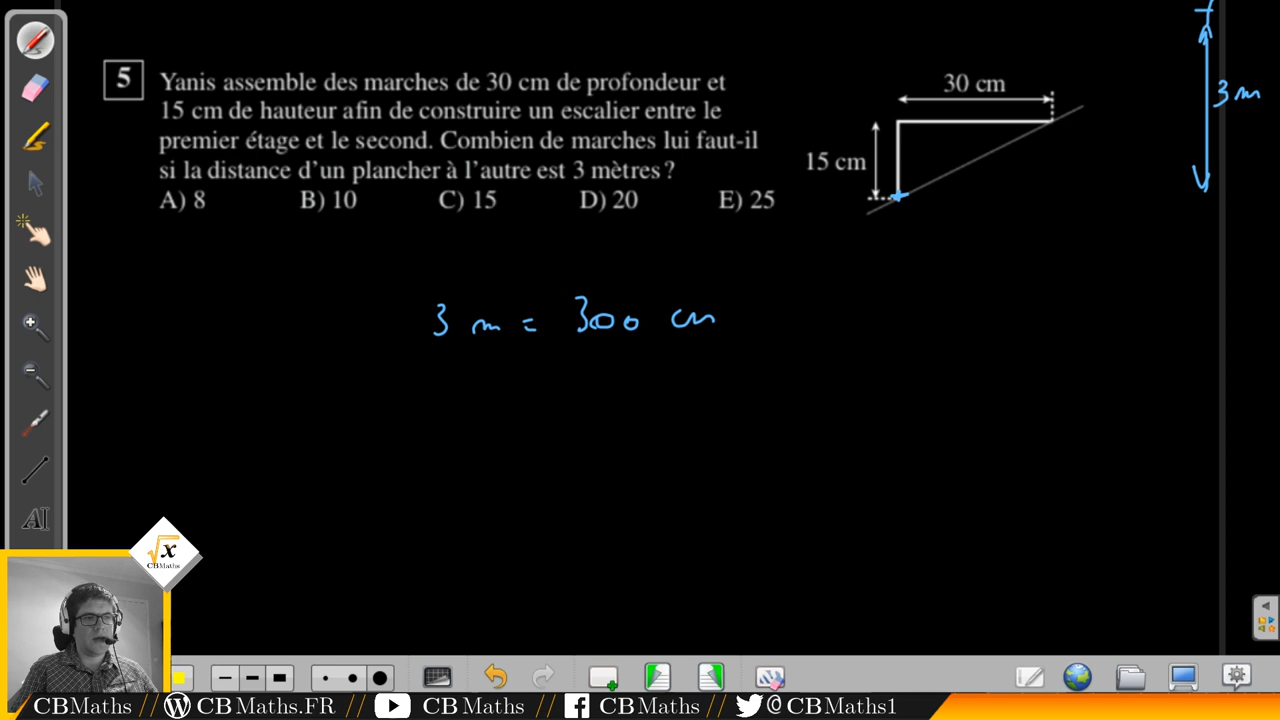 5
Yanis assemble des marches de 30 cm de profondeur et
15 cm de hauteur afin de construire un escalier entre le
premier étage et le second. Combien de marches lui faut-il
si la distance d'un plancher à l'autre est 3 mètres ?
A) 8 B) 10 C) 15 D) 20 E) 25
30 cm
15 cm
3 m
3 m = 300 cm
AI
√x
CBMaths
CBMaths // CBMaths.FR // CBMaths // CBMaths // @CBMaths1